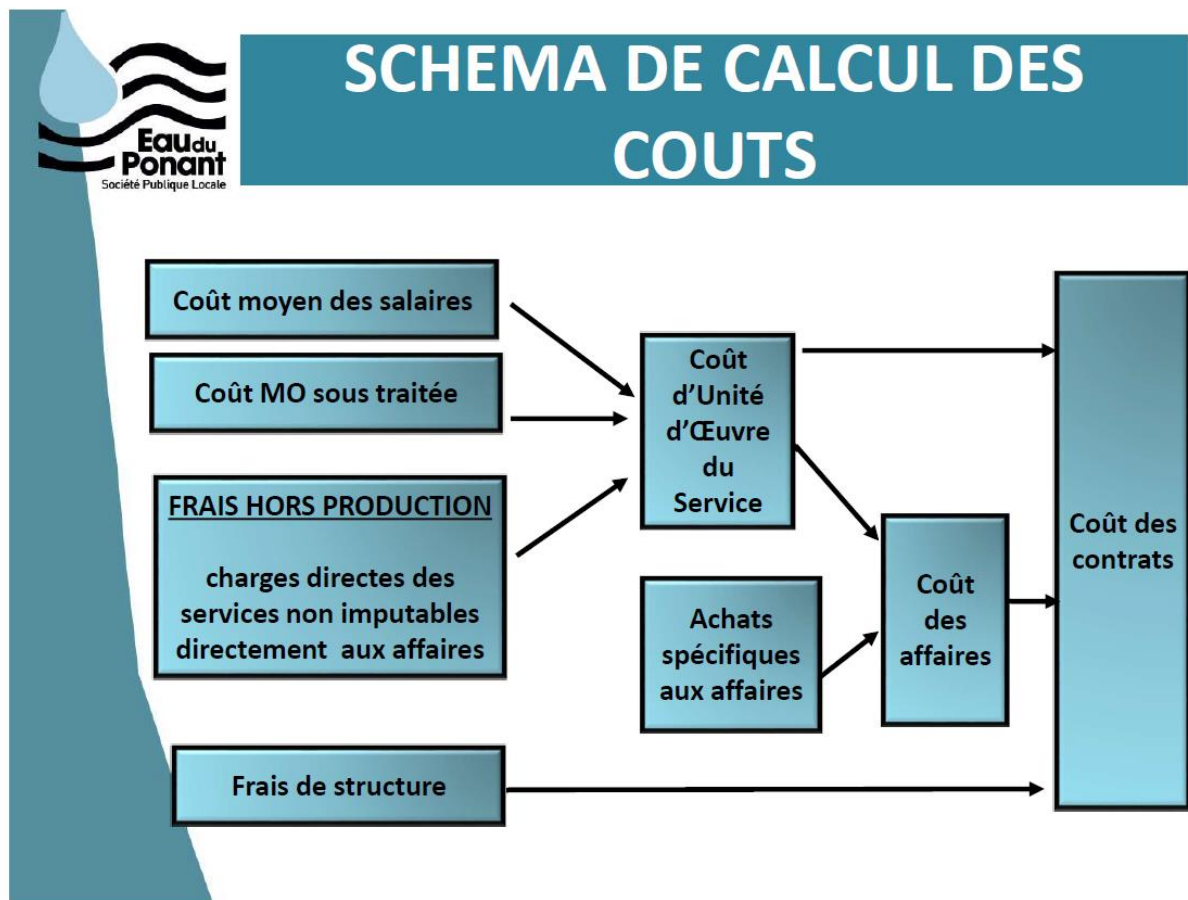 Eau du
Ponant
Société Publique Locale
SCHEMA DE CALCUL DES
COUTS
Coût moyen des salaires
Coût MO sous traitée
FRAIS HORS PRODUCTION
charges directes des
services non imputables
directement aux affaires
Frais de structure
Coût
d’Unité
d’Œuvre
du
Service
Achats
spécifiques
aux affaires
Coût
des
affaires
Coût des
contrats